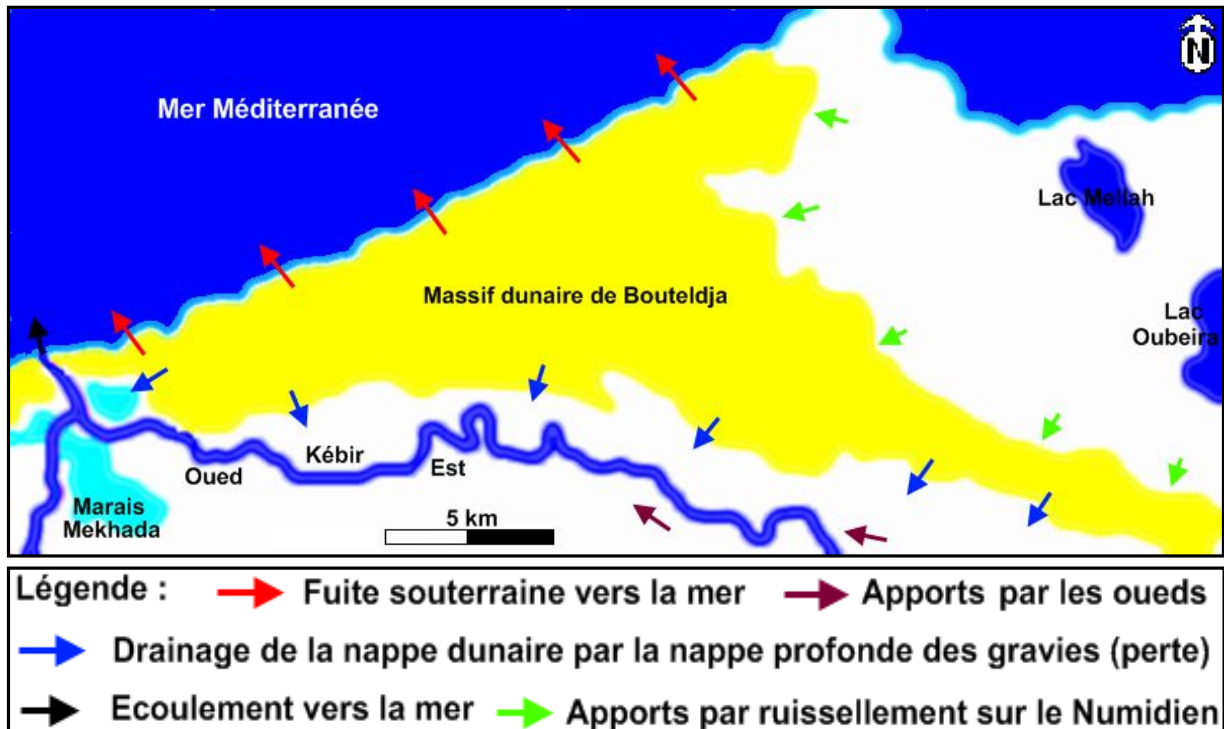 N
Mer Méditerranée
Lac Mellah
Massif dunaire de Bouteldja
Lac
Oubeira
Oued
Kébir
Est
Marais
Mekhada
5 km
Légende :
Fuite souterraine vers la mer
Apports par les oueds
Drainage de la nappe dunaire par la nappe profonde des gravies (perte)
Ecoulement vers la mer
Apports par ruissellement sur le Numidien